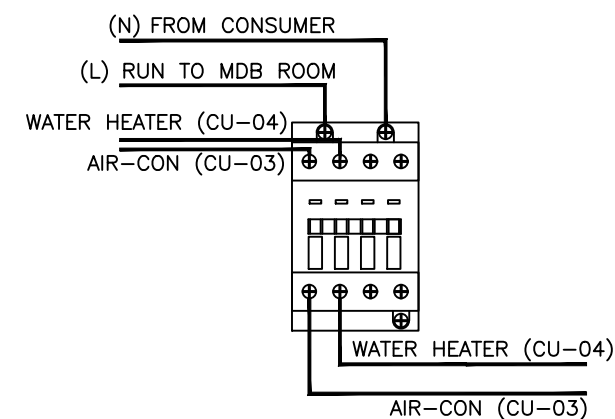 (N) FROM CONSUMER
(L) RUN TO MDB ROOM
WATER HEATER (CU-04)
AIR-CON (CU-03)
WATER HEATER (CU-04)
AIR-CON (CU-03)